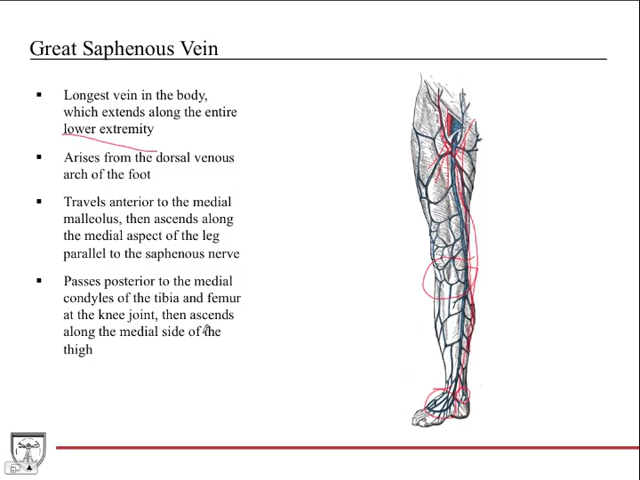 Great Saphenous Vein
▪ Longest vein in the body,
which extends along the entire
lower extremity
▪ Arises from the dorsal venous
arch of the foot
▪ Travels anterior to the medial
malleolus, then ascends along
the medial aspect of the leg
parallel to the saphenous nerve
▪ Passes posterior to the medial
condyles of the tibia and femur
at the knee joint, then ascends
along the medial side of the
thigh